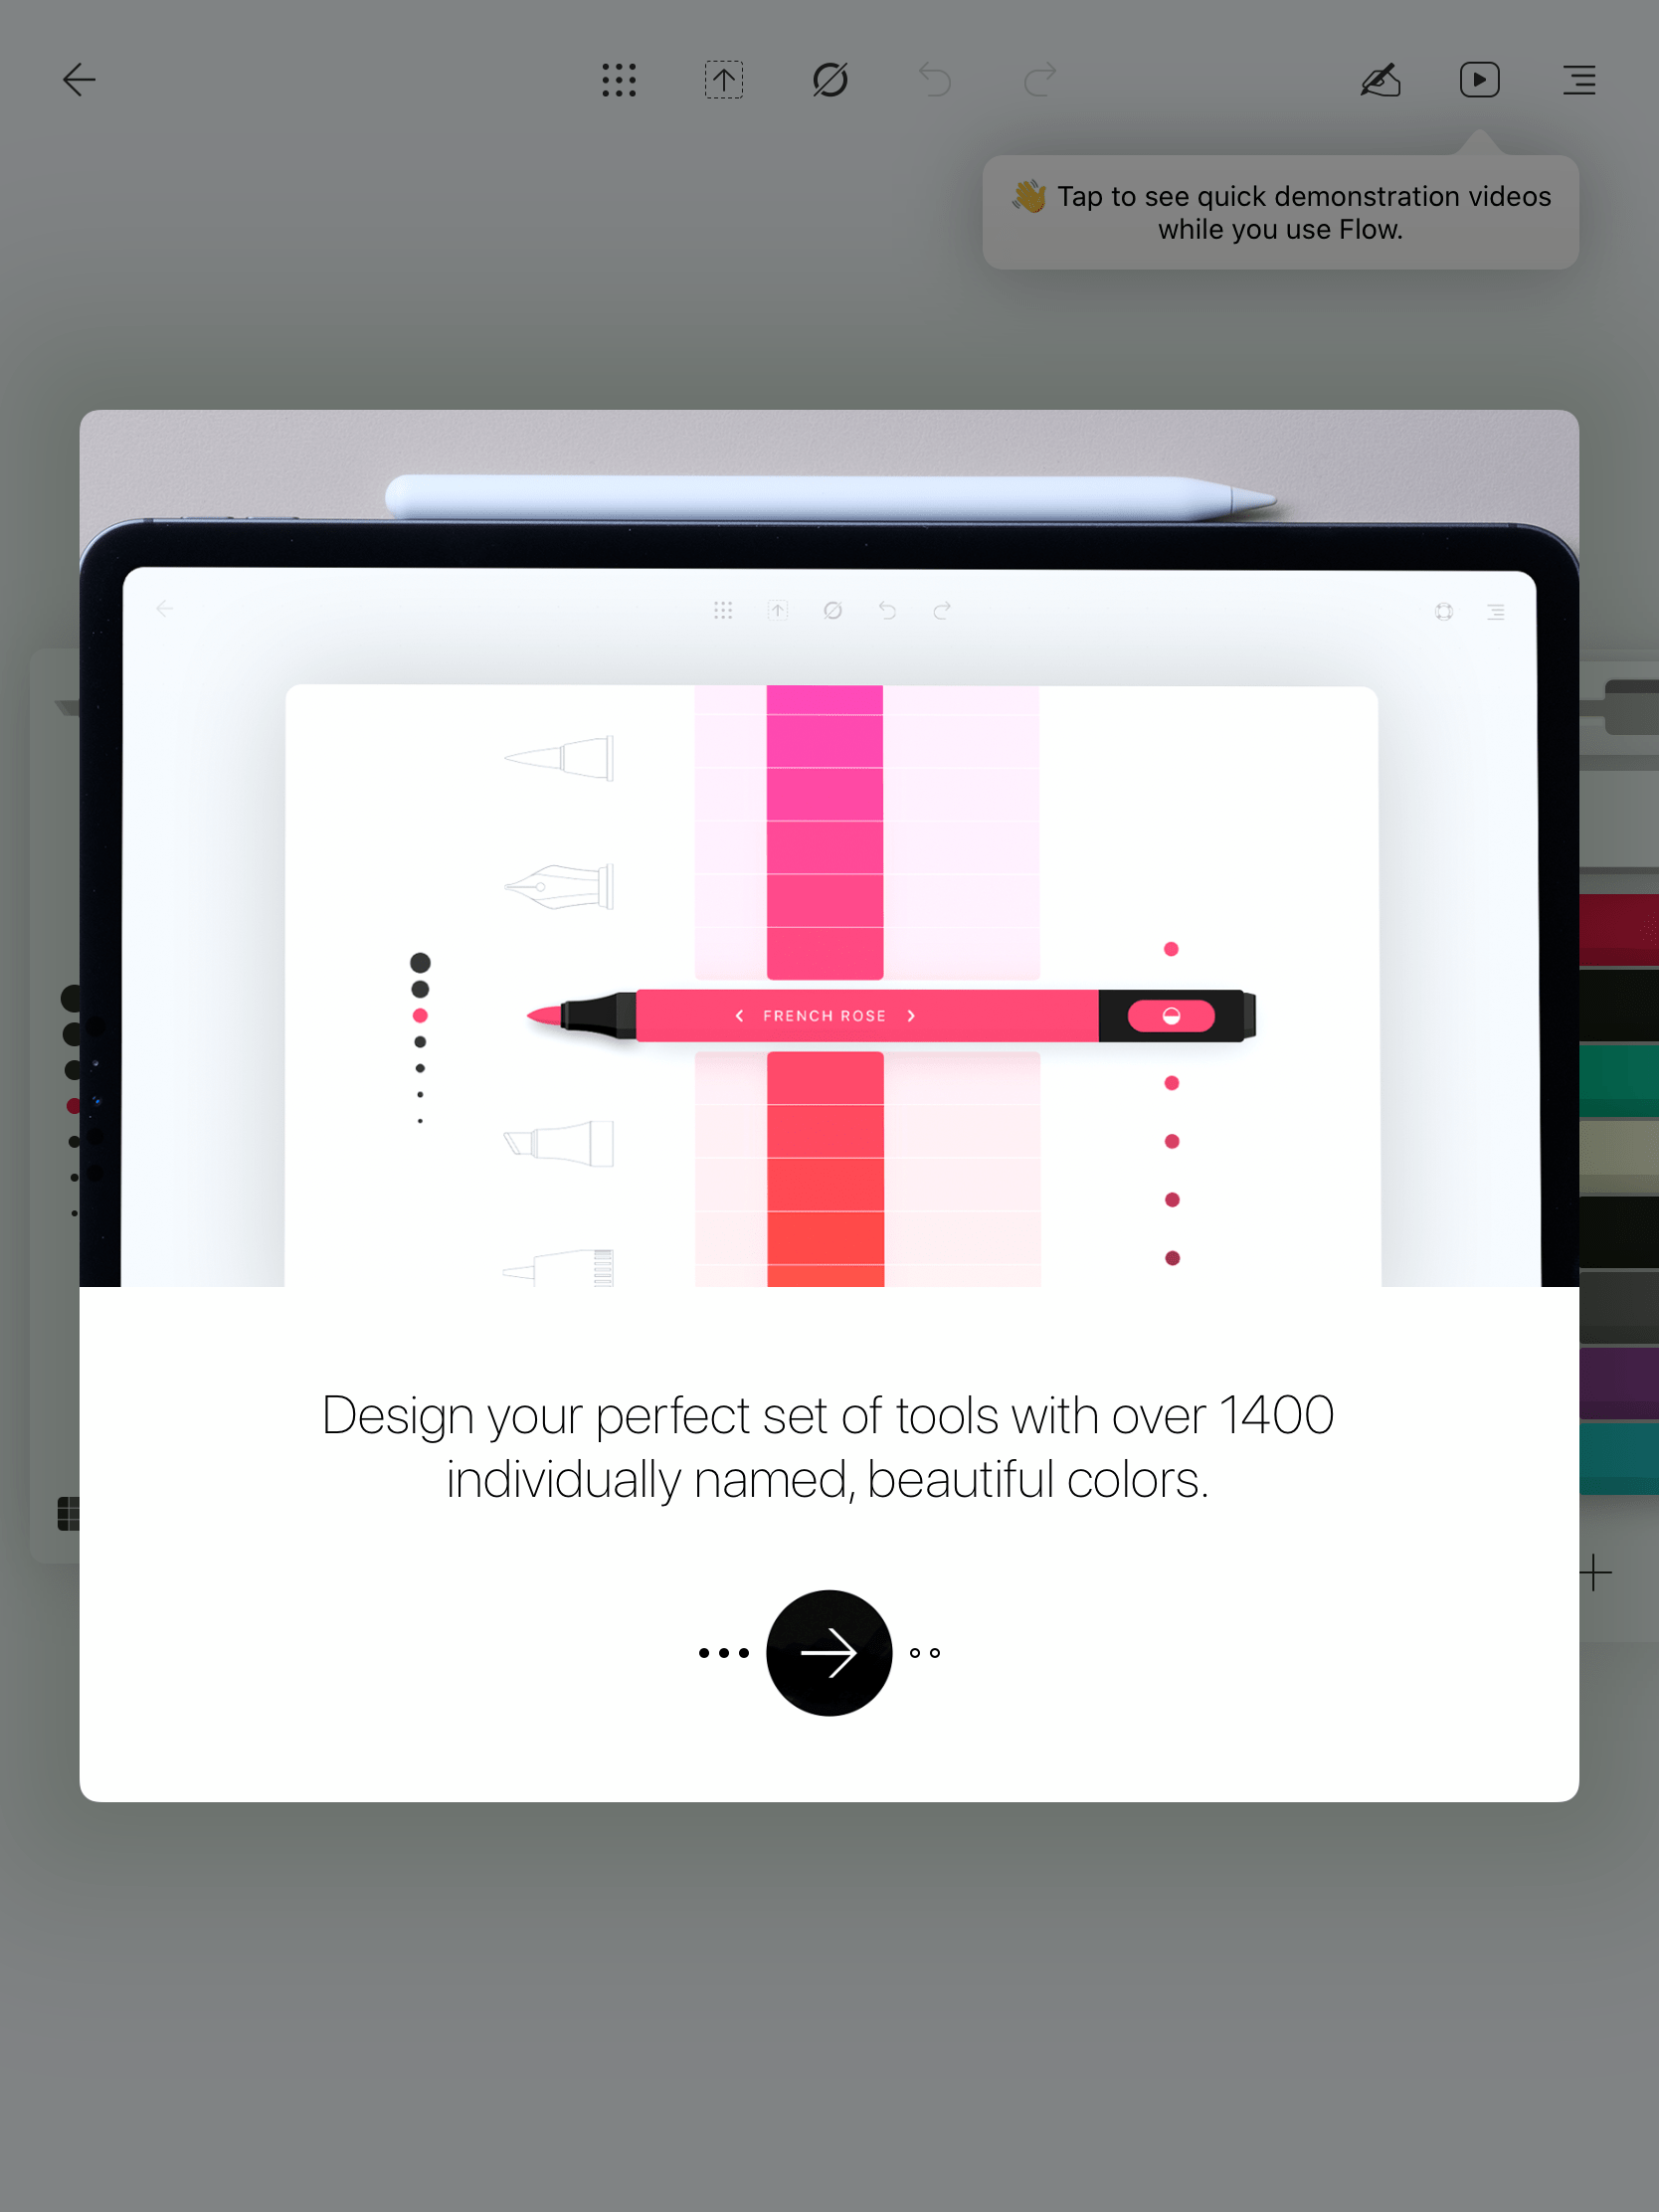 👋 Tap to see quick demonstration videos
while you use Flow.
FRENCH ROSE
Design your perfect set of tools with over 1400
individually named, beautiful colors.